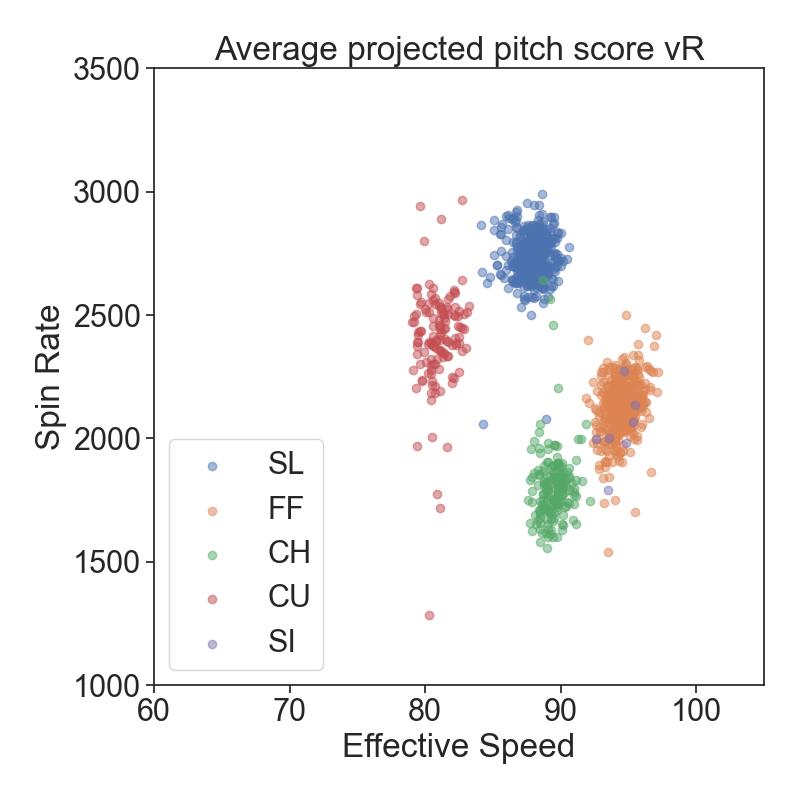 Average projected pitch score vR
3500
3000
2500
2000
1500
1000
Spin Rate
SL
FF
CH
CU
SI
60 70 80 90 100
Effective Speed